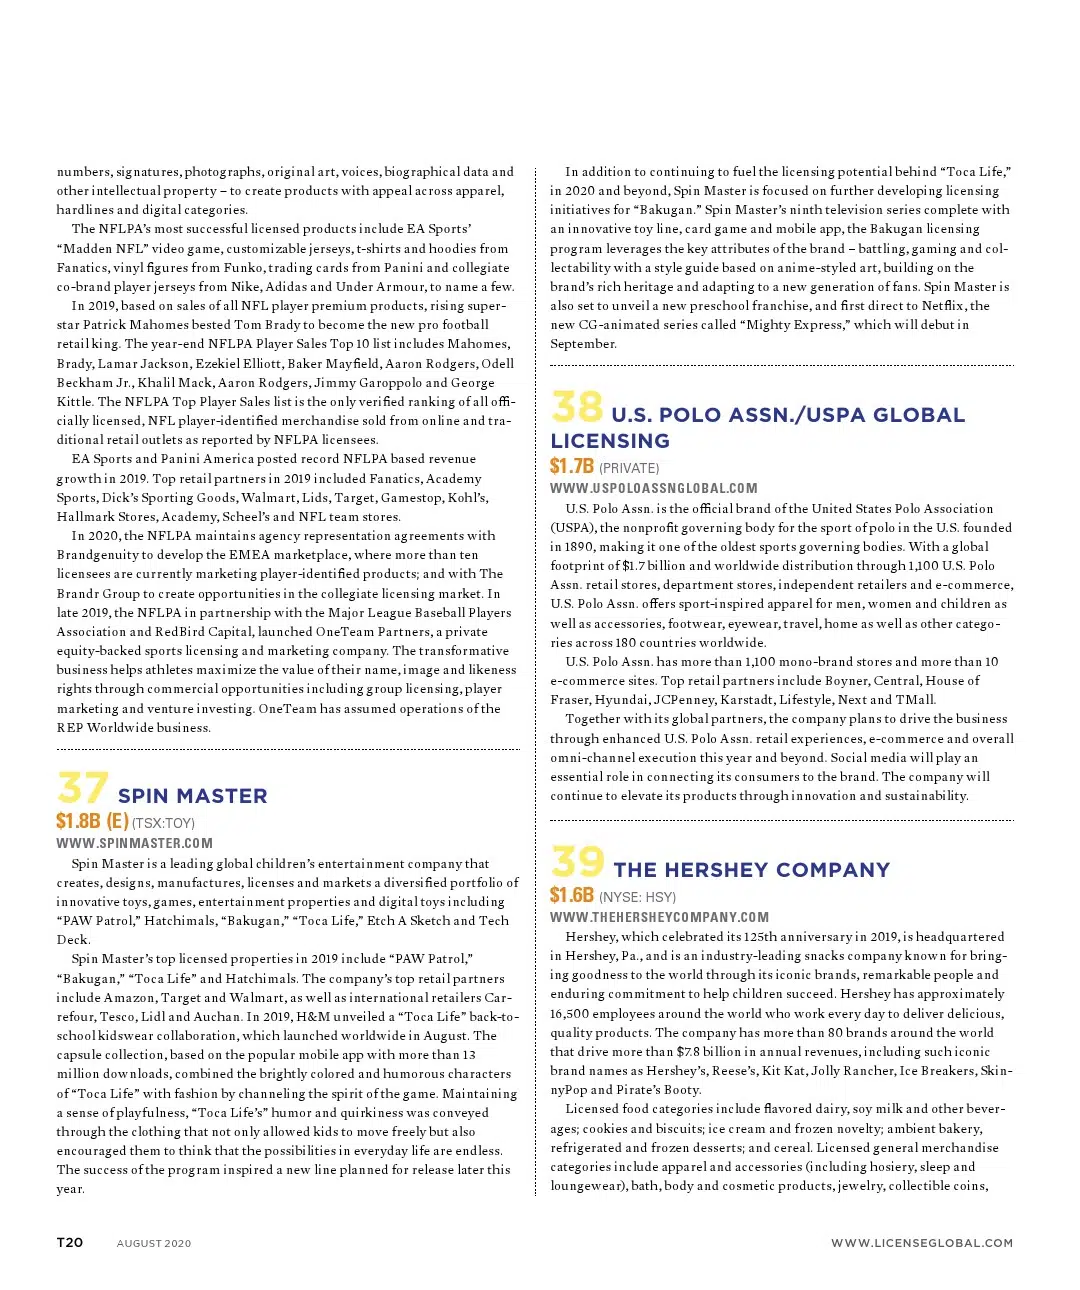 numbers, signatures, photographs, original art, voices, biographical data and
other intellectual property – to create products with appeal across apparel,
hardlines and digital categories.
The NFLPA’s most successful licensed products include EA Sports’
“Madden NFL” video game, customizable jerseys, t-shirts and hoodies from
Fanatics, vinyl figures from Funko, trading cards from Panini and collegiate
co-brand player jerseys from Nike, Adidas and Under Armour, to name a few.
In 2019, based on sales of all NFL player premium products, rising super-
star Patrick Mahomes bested Tom Brady to become the new pro football
retail king. The year-end NFLPA Player Sales Top 10 list includes Mahomes,
Brady, Lamar Jackson, Ezekiel Elliott, Baker Mayfield, Aaron Rodgers, Odell
Beckham Jr., Khalil Mack, Aaron Rodgers, Jimmy Garoppolo and George
Kittle. The NFLPA Top Player Sales list is the only verified ranking of all offi-
cially licensed, NFL player-identified merchandise sold from online and tra-
ditional retail outlets as reported by NFLPA licensees.
EA Sports and Panini America posted record NFLPA based revenue
growth in 2019. Top retail partners in 2019 included Fanatics, Academy
Sports, Dick’s Sporting Goods, Walmart, Lids, Target, Gamestop, Kohl’s,
Hallmark Stores, Academy, Scheel’s and NFL team stores.
In 2020, the NFLPA maintains agency representation agreements with
Brandgenuity to develop the EMEA marketplace, where more than ten
licensees are currently marketing player-identified products; and with The
Brandr Group to create opportunities in the collegiate licensing market. In
late 2019, the NFLPA in partnership with the Major League Baseball Players
Association and RedBird Capital, launched OneTeam Partners, a private
equity-backed sports licensing and marketing company. The transformative
business helps athletes maximize the value of their name, image and likeness
rights through commercial opportunities including group licensing, player
marketing and venture investing. OneTeam has assumed operations of the
REP Worldwide business.
37 SPIN MASTER
$1.8B (E) (TSX:TOY)
WWW.SPINMASTER.COM
Spin Master is a leading global children’s entertainment company that
creates, designs, manufactures, licenses and markets a diversified portfolio of
innovative toys, games, entertainment properties and digital toys including
“PAW Patrol,” Hatchimals, “Bakugan,” “Toca Life,” Etch A Sketch and Tech
Deck.
Spin Master’s top licensed properties in 2019 include “PAW Patrol,”
“Bakugan,” “Toca Life” and Hatchimals. The company’s top retail partners
include Amazon, Target and Walmart, as well as international retailers Car-
refour, Tesco, Lidl and Auchan. In 2019, H&M unveiled a “Toca Life” back-to-
school kidswear collaboration, which launched worldwide in August. The
capsule collection, based on the popular mobile app with more than 13
million downloads, combined the brightly colored and humorous characters
of “Toca Life” with fashion by channeling the spirit of the game. Maintaining
a sense of playfulness, “Toca Life’s” humor and quirkiness was conveyed
through the clothing that not only allowed kids to move freely but also
encouraged them to think that the possibilities in everyday life are endless.
The success of the program inspired a new line planned for release later this
year.
In addition to continuing to fuel the licensing potential behind “Toca Life,”
in 2020 and beyond, Spin Master is focused on further developing licensing
initiatives for “Bakugan.” Spin Master’s ninth television series complete with
an innovative toy line, card game and mobile app, the Bakugan licensing
program leverages the key attributes of the brand – battling, gaming and col-
lectability with a style guide based on anime-styled art, building on the
brand’s rich heritage and adapting to a new generation of fans. Spin Master is
also set to unveil a new preschool franchise, and first direct to Netflix, the
new CG-animated series called “Mighty Express,” which will debut in
September.
38 U.S. POLO ASSN./USPA GLOBAL
LICENSING
$1.7B (PRIVATE)
WWW.USPOLOASSNGLOBAL.COM
U.S. Polo Assn. is the official brand of the United States Polo Association
(USPA), the nonprofit governing body for the sport of polo in the U.S. founded
in 1890, making it one of the oldest sports governing bodies. With a global
footprint of $1.7 billion and worldwide distribution through 1,100 U.S. Polo
Assn. retail stores, department stores, independent retailers and e-commerce,
U.S. Polo Assn. offers sport-inspired apparel for men, women and children as
well as accessories, footwear, eyewear, travel, home as well as other catego-
ries across 180 countries worldwide.
U.S. Polo Assn. has more than 1,100 mono-brand stores and more than 10
e-commerce sites. Top retail partners include Boyner, Central, House of
Fraser, Hyundai, JCPenney, Karstadt, Lifestyle, Next and TMall.
Together with its global partners, the company plans to drive the business
through enhanced U.S. Polo Assn. retail experiences, e-commerce and overall
omni-channel execution this year and beyond. Social media will play an
essential role in connecting its consumers to the brand. The company will
continue to elevate its products through innovation and sustainability.
39 THE HERSHEY COMPANY
$1.6B (NYSE: HSY)
WWW.THEHERSHEYCOMPANY.COM
Hershey, which celebrated its 125th anniversary in 2019, is headquartered
in Hershey, Pa., and is an industry-leading snacks company known for bring-
ing goodness to the world through its iconic brands, remarkable people and
enduring commitment to help children succeed. Hershey has approximately
16,500 employees around the world who work every day to deliver delicious,
quality products. The company has more than 80 brands around the world
that drive more than $7.8 billion in annual revenues, including such iconic
brand names as Hershey’s, Reese’s, Kit Kat, Jolly Rancher, Ice Breakers, Skin-
nyPop and Pirate’s Booty.
Licensed food categories include flavored dairy, soy milk and other bever-
ages; cookies and biscuits; ice cream and frozen novelty; ambient bakery,
refrigerated and frozen desserts; and cereal. Licensed general merchandise
categories include apparel and accessories (including hosiery, sleep and
loungewear), bath, body and cosmetic products, jewelry, collectible coins,
T20 AUGUST 2020 WWW.LICENSEGLOBAL.COM